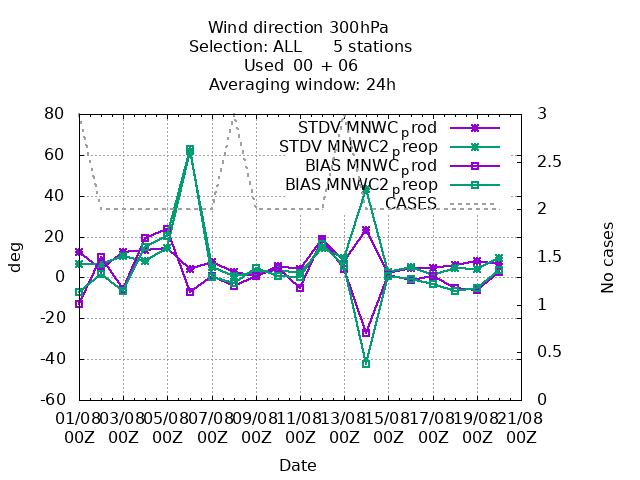 Wind direction 300hPa
Selection: ALL 5 stations
Used 00 + 06
Averaging window: 24h
80
60
40
20
0
-20
-40
-60
deg
3
2.5
2
1.5
1
0.5
0
No cases
STDV MNWC_prod
STDV MNWC2_preop
BIAS MNWC_prod
BIAS MNWC2_preop
CASES
01/08 03/08 05/08 07/08 09/08 11/08 13/08 15/08 17/08 19/08 21/08
00Z 00Z 00Z 00Z 00Z 00Z 00Z 00Z 00Z 00Z 00Z
Date